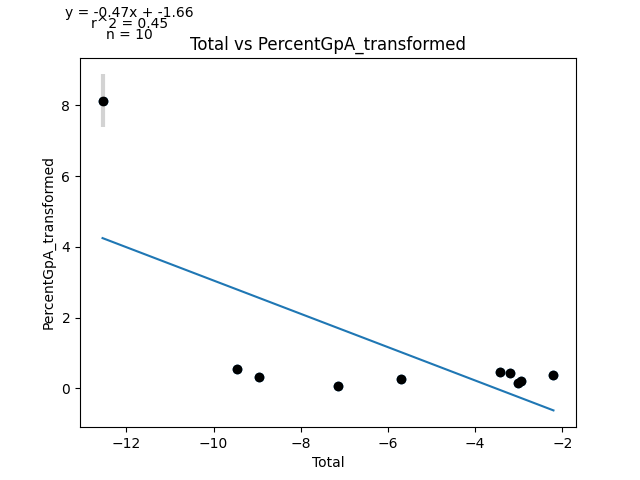 y = -0.47x + -1.66
r^2 = 0.45
n = 10
Total vs PercentGpA_transformed
PercentGpA_transformed
8
6
4
2
0
−12
−10
−8
−6
−4
−2
Total